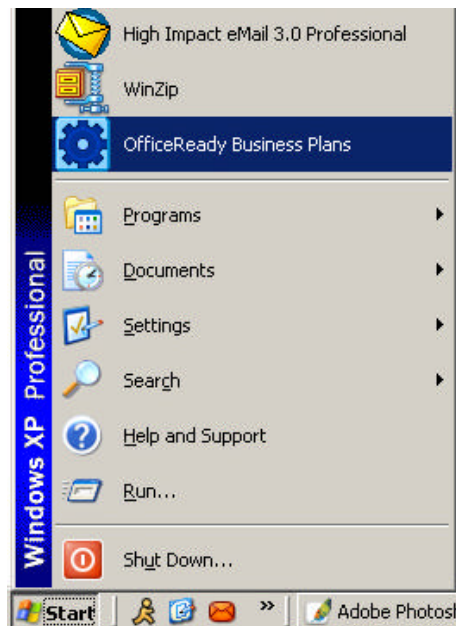 High Impact eMail 3.0 Professional
WinZip
OfficeReady Business Plans
Programs
Documents
Settings
Search
Help and Support
Run...
Shut Down...
Windows XP Professional
Start
»
Adobe Photosh